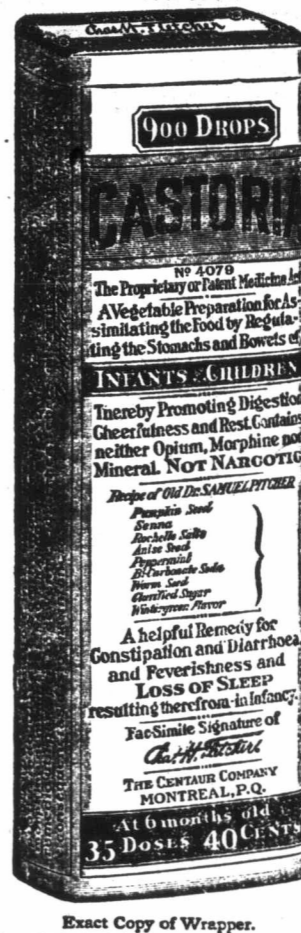 Chas. H. Fletcher
900 DROPS
CASTORIA
No 4079
The Proprietary or Patent Medicine Act
A Vegetable Preparation for As-
similating the Food by Regula-
ting the Stomachs and Bowels of
INFANTS & CHILDREN
Thereby Promoting Digestion
Cheerfulness and Rest. Contains
neither Opium, Morphine nor
Mineral. NOT NARCOTIC
Recipe of Old Dr. SAMUEL PITCHER
Pumpkin Seed
Senna
Rochelle Salts
Anise Seed
Peppermint
Bi Carbonate Soda
Worm Seed
Clarified Sugar
Wintergreen Flavor
A helpful Remedy for
Constipation and Diarrhoea
and Feverishness and
LOSS OF SLEEP
resulting therefrom-in Infancy.
Fac-Simile Signature of
Chas. H. Fletcher
THE CENTAUR COMPANY
MONTREAL, P.Q.
At 6 months old
35 DOSES 40 CENTS
Exact Copy of Wrapper.